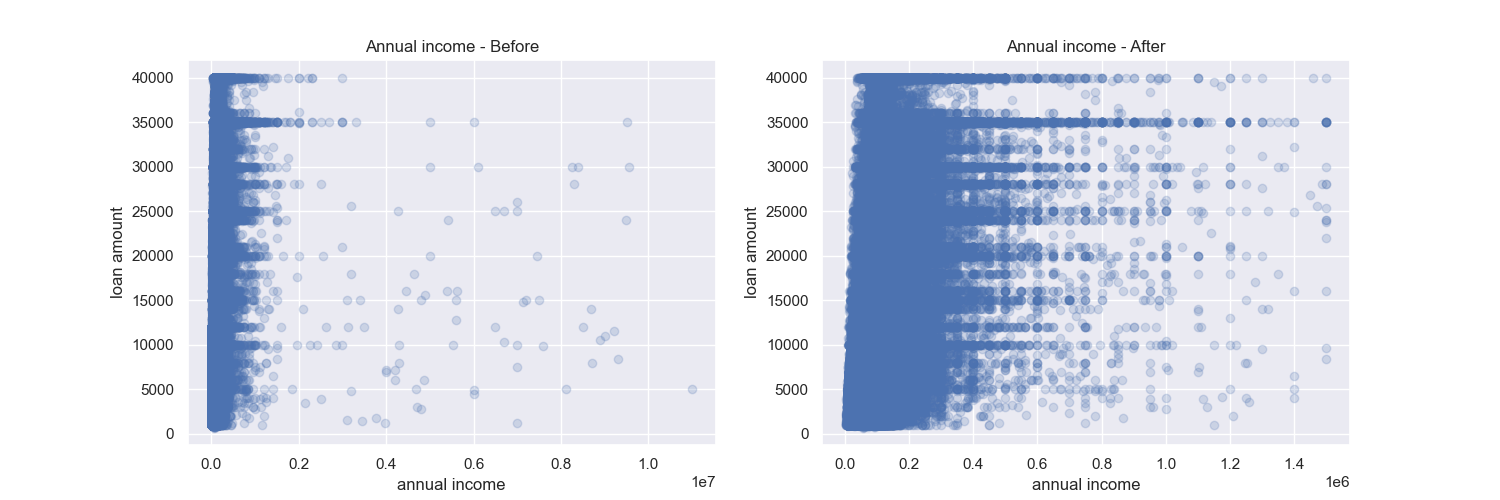 Annual income - Before
40000
35000
30000
25000
20000
15000
10000
5000
0
loan amount
0.0 0.2 0.4 0.6 0.8 1.0
1e7
annual income
Annual income - After
40000
35000
30000
25000
20000
15000
10000
5000
0
loan amount
0.0 0.2 0.4 0.6 0.8 1.0 1.2 1.4
1e6
annual income